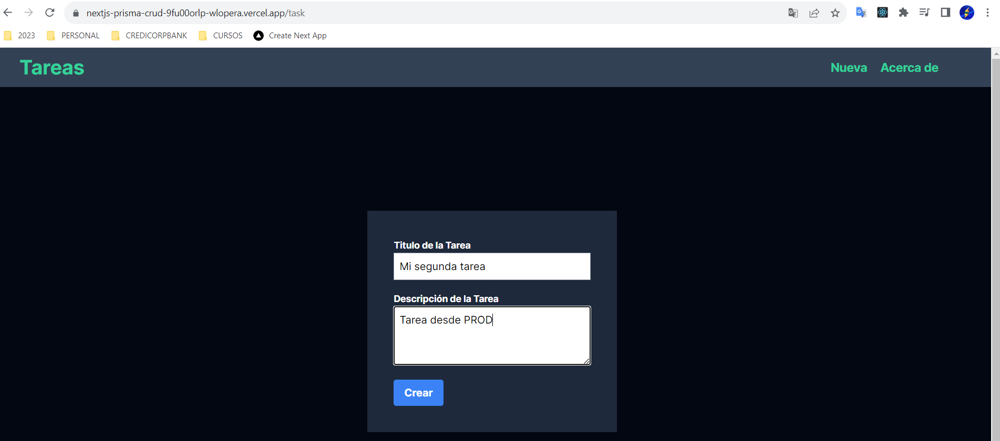 nextjs-prisma-crud-9fu00orlp-wlopera.vercel.app/task
2023 PERSONAL CREDICORPBANK CURSOS Create Next App
Tareas Nueva Acerca de
Titulo de la Tarea
Mi segunda tarea
Descripción de la Tarea
Tarea desde PROD
Crear